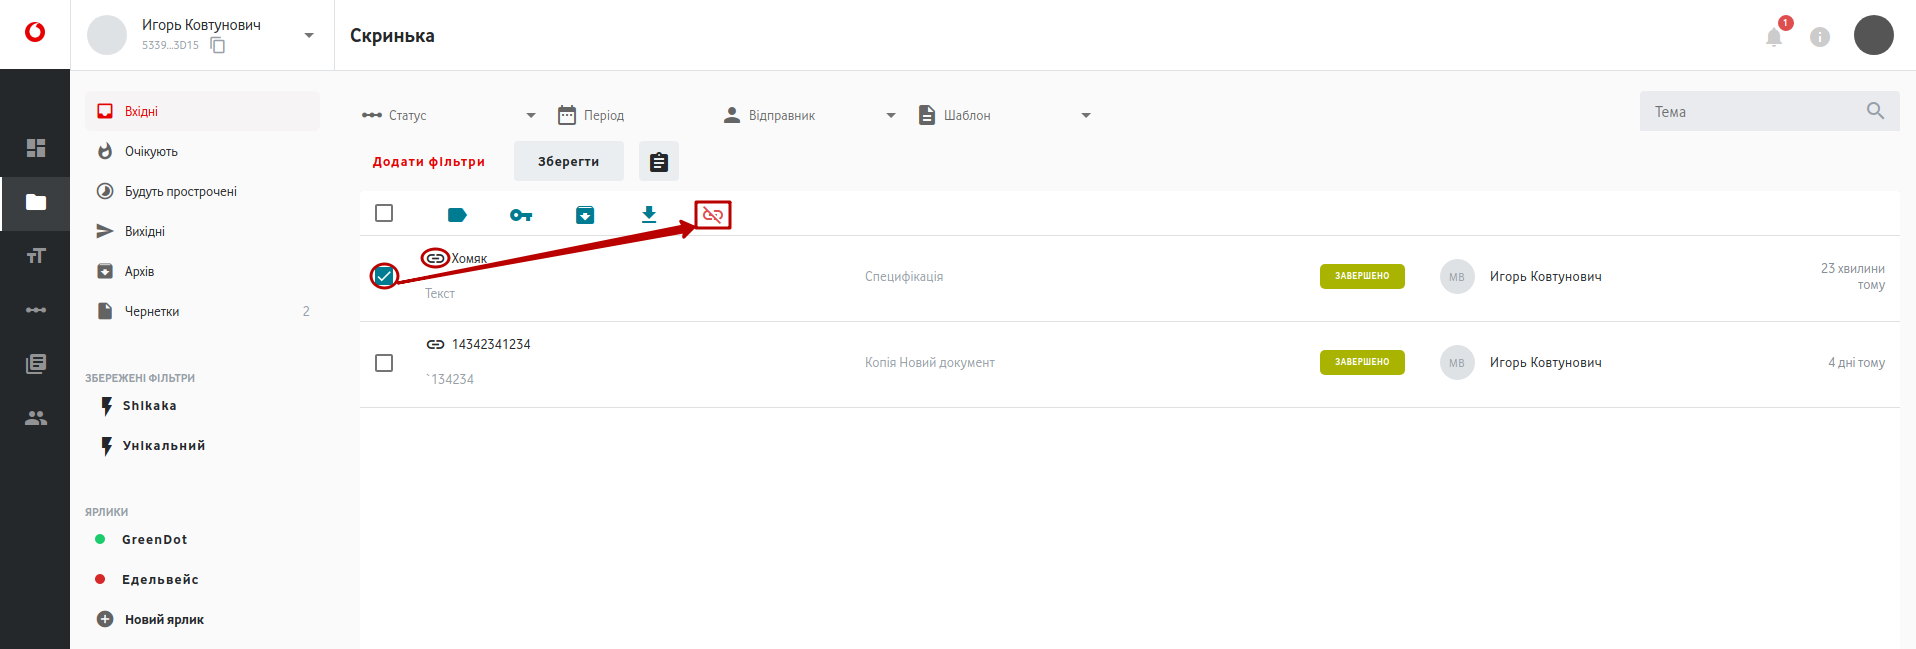 Игорь Ковтунович
5339...3D15
Скринька
1
Вхідні
Очікують
Будуть прострочені
Вихідні
Архів
Чернетки 2
ЗБЕРЕЖЕНІ ФІЛЬТРИ
Shikaka
Унікальний
ЯРЛИКИ
GreenDot
Едельвейс
Новий ярлик
Статус Період Відправник Шаблон Тема
Додати фільтри Зберегти
Хомяк
Текст
Специфікація
ЗАВЕРШЕНО
МВ
Игорь Ковтунович
23 хвилини
тому
14342341234
`134234
Копія Новий документ
ЗАВЕРШЕНО
МВ
Игорь Ковтунович
4 дні тому